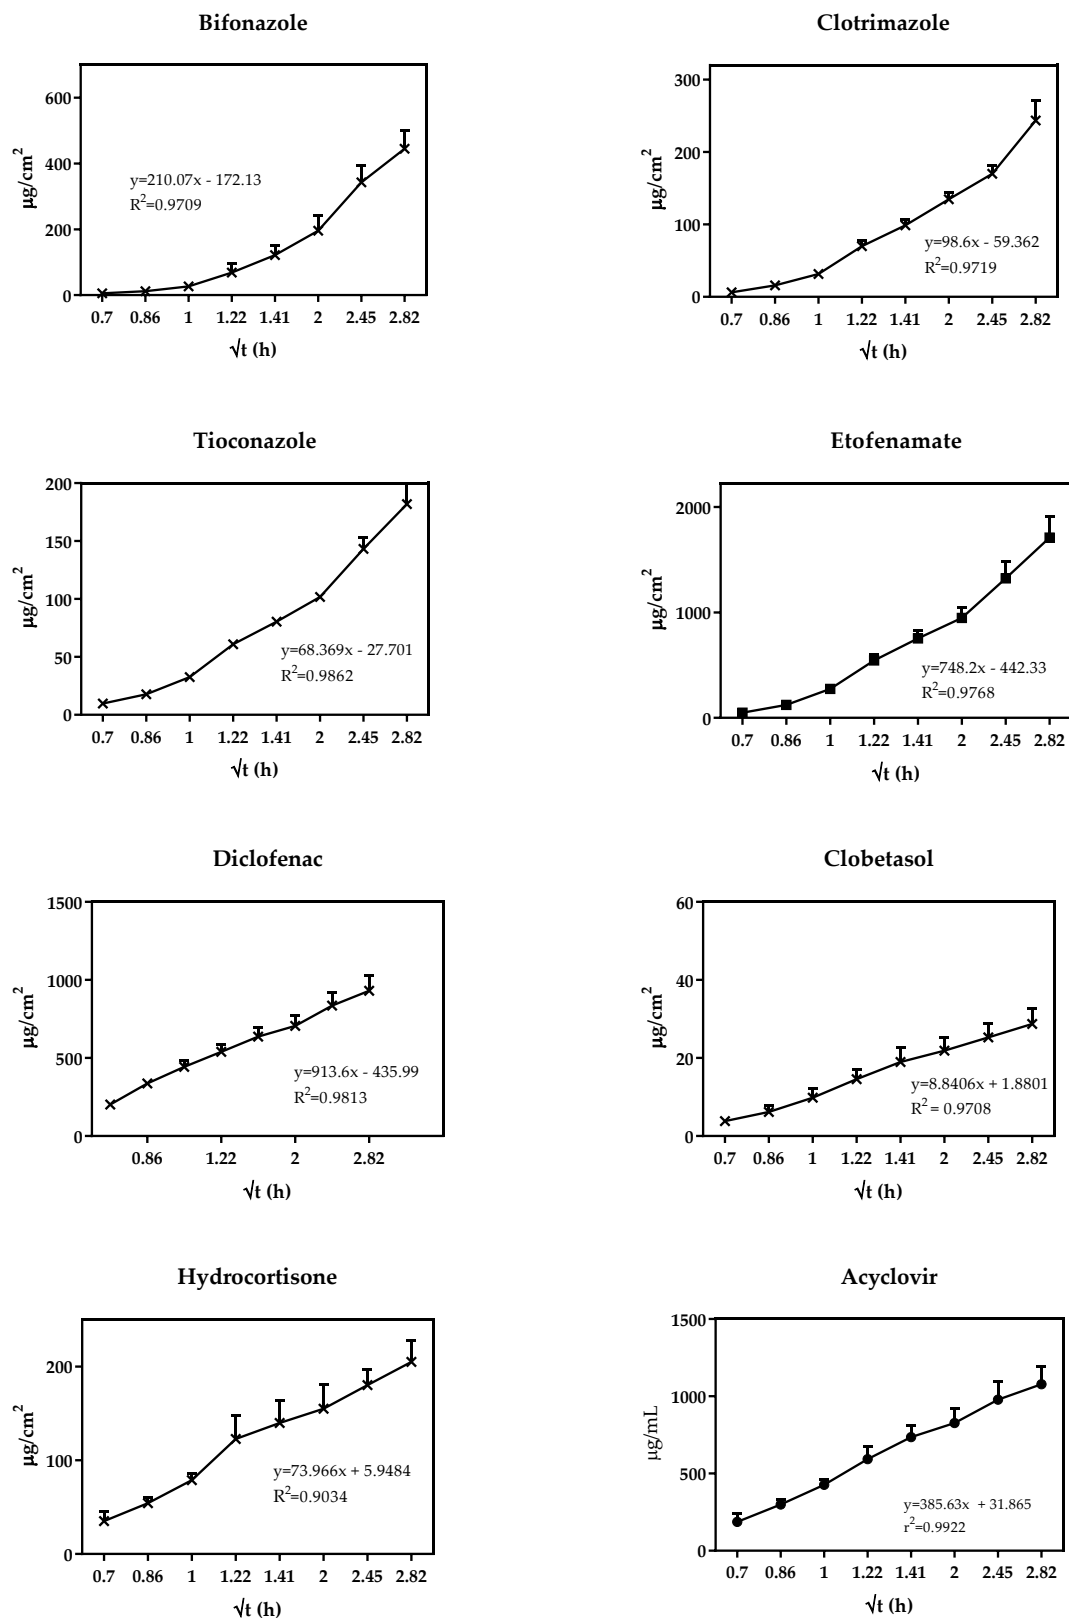 Bifonazole
600
400
200
0
µg/cm²
y=210.07x - 172.13
R²=0.9709
0.7 0.86 1 1.22 1.41 2 2.45 2.82
√t (h)
Clotrimazole
300
200
100
0
µg/cm²
y=98.6x - 59.362
R²=0.9719
0.7 0.86 1 1.22 1.41 2 2.45 2.82
√t (h)
Tioconazole
200
150
100
50
0
µg/cm²
y=68.369x - 27.701
R²=0.9862
0.7 0.86 1 1.22 1.41 2 2.45 2.82
√t (h)
Etofenamate
2000
1000
0
µg/cm²
y=748.2x - 442.33
R²=0.9768
0.7 0.86 1 1.22 1.41 2 2.45 2.82
√t (h)
Diclofenac
1500
1000
500
0
µg/cm²
y=913.6x - 435.99
R²=0.9813
0.86 1.22 2 2.82
√t (h)
Clobetasol
60
40
20
0
µg/cm²
y=8.8406x + 1.8801
R² = 0.9708
0.7 0.86 1 1.22 1.41 2 2.45 2.82
√t (h)
Hydrocortisone
200
100
0
µg/cm²
y=73.966x + 5.9484
R²=0.9034
0.7 0.86 1 1.22 1.41 2 2.45 2.82
√t (h)
Acyclovir
1500
1000
500
0
µg/mL
y=385.63x + 31.865
r²=0.9922
0.7 0.86 1 1.22 1.41 2 2.45 2.82
√t (h)